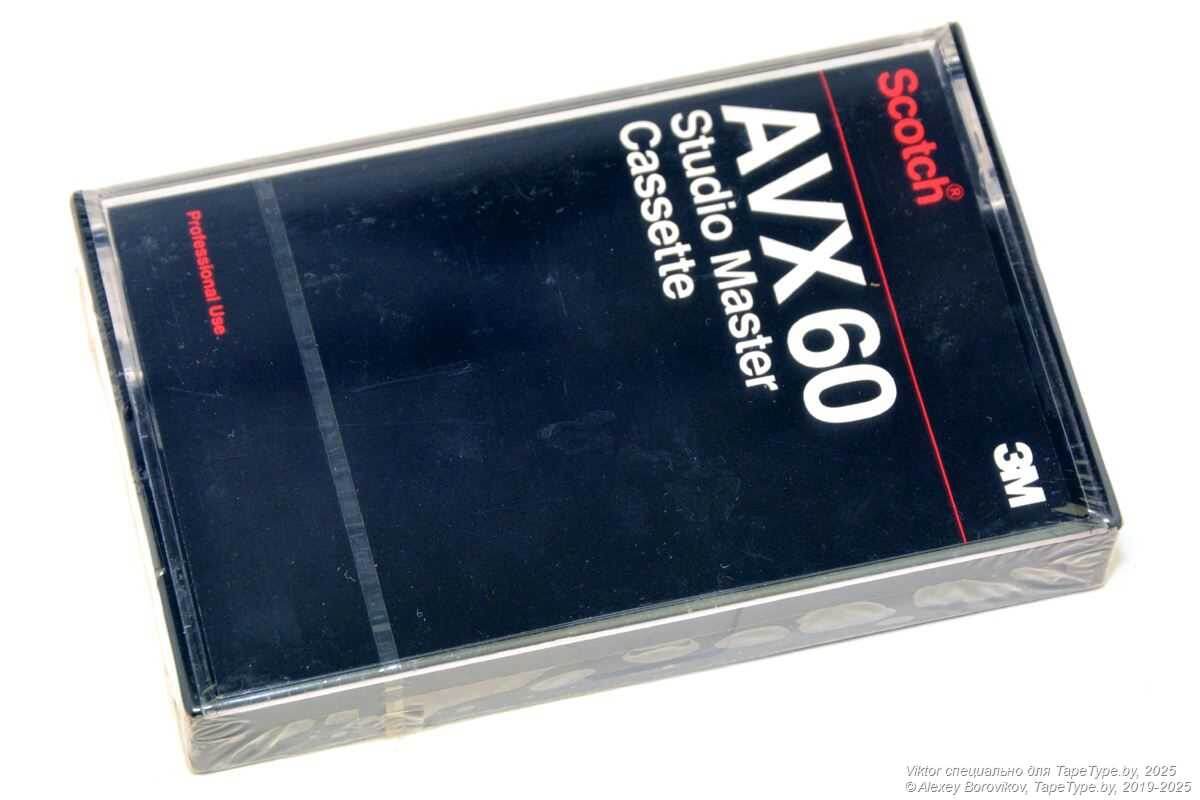 Scotch®
3M
AVX 60
Studio Master
Cassette
Professional Use
Viktor специально для TapeType.by, 2025
© Alexey Borovikov, TapeType.by, 2019-2025